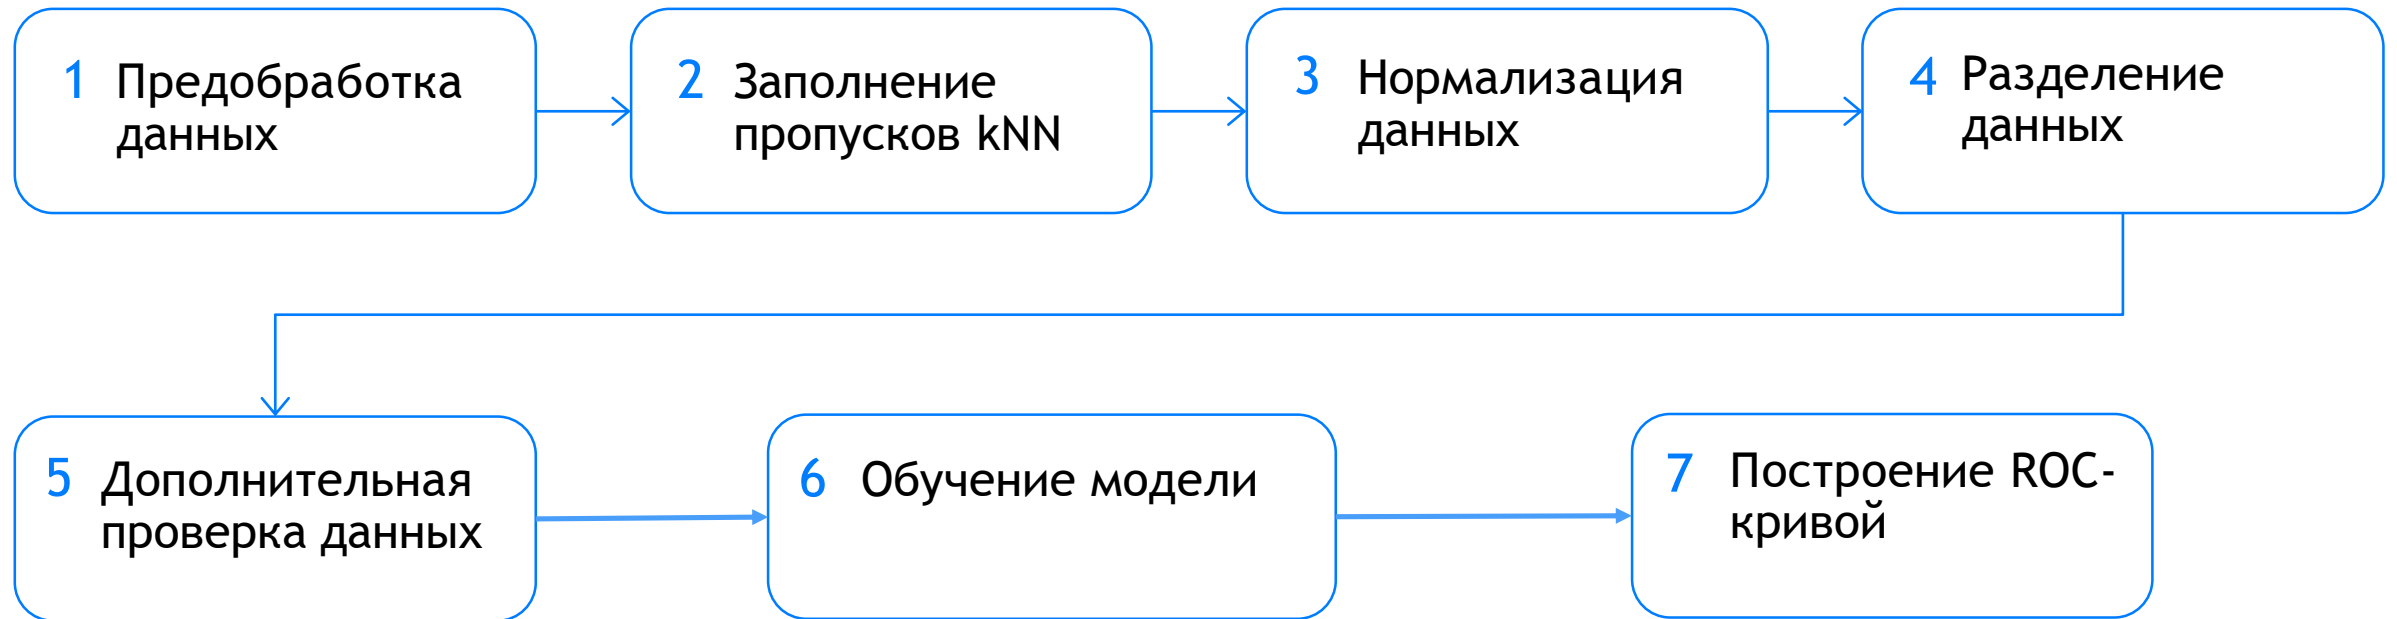 1 Предобработка
данных
2 Заполнение
пропусков kNN
3 Нормализация
данных
4 Разделение
данных
5 Дополнительная
проверка данных
6 Обучение модели
7 Построение ROC-
кривой